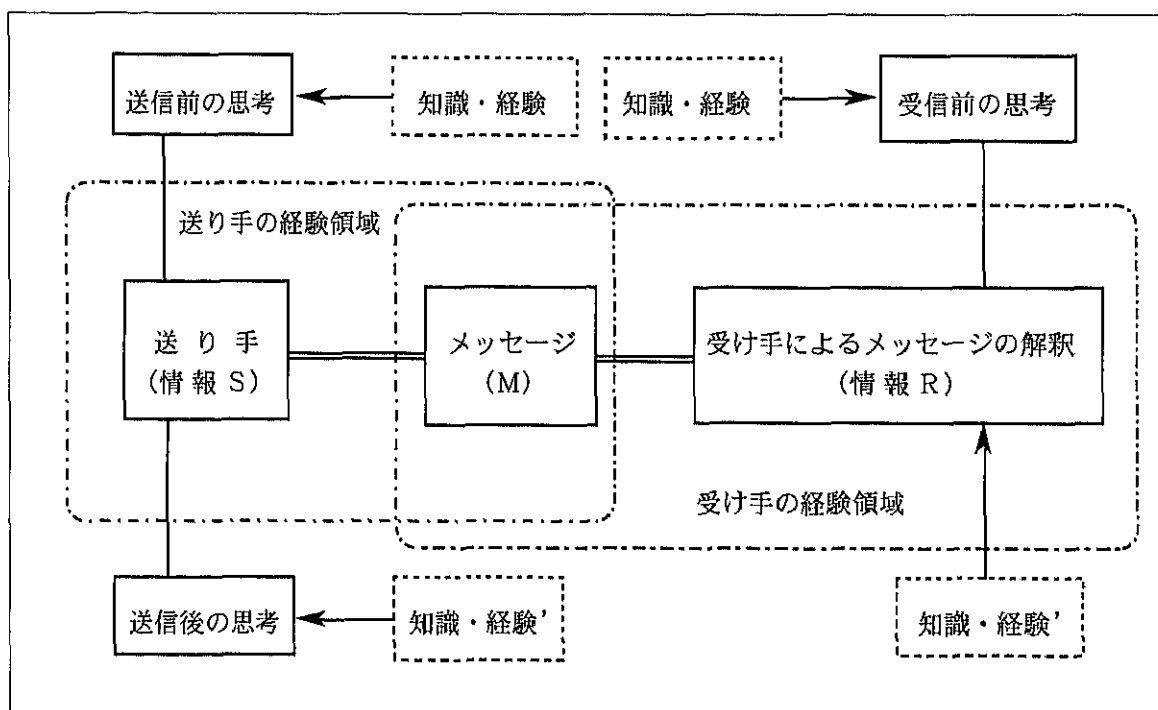 送信前の思考
知識・経験
知識・経験
受信前の思考
送り手の経験領域
送り手
(情報S)
メッセージ
(M)
受け手によるメッセージの解釈
(情報R)
受け手の経験領域
送信後の思考
知識・経験'
知識・経験'